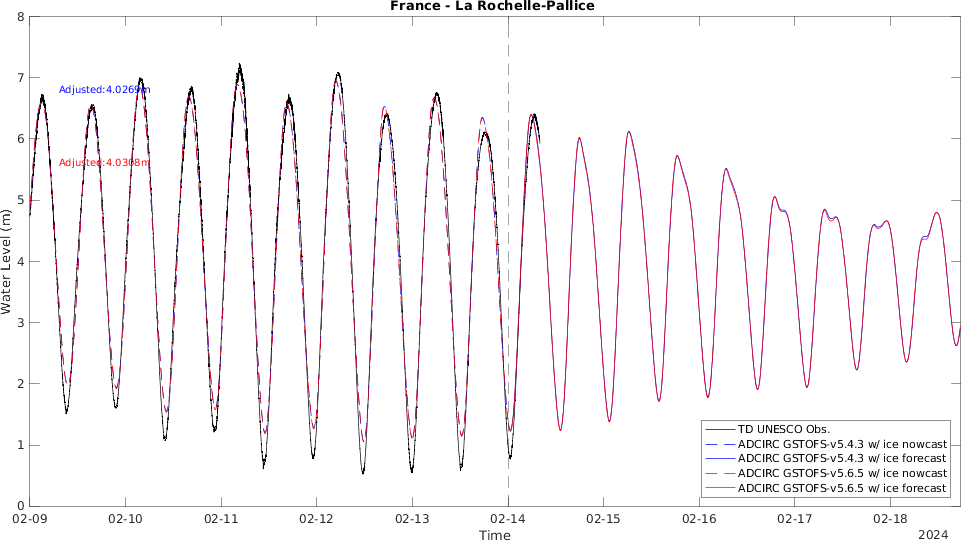 France - La Rochelle-Pallice
8
7
6
5
4
3
2
1
0
Water Level (m)
Adjusted:4.0269m
Adjusted:4.0308m
TD UNESCO Obs.
ADCIRC GSTOFS-v5.4.3 w/ ice nowcast
ADCIRC GSTOFS-v5.4.3 w/ ice forecast
ADCIRC GSTOFS-v5.6.5 w/ ice nowcast
ADCIRC GSTOFS-v5.6.5 w/ ice forecast
02-09 02-10 02-11 02-12 02-13 02-14 02-15 02-16 02-17 02-18
Time
2024